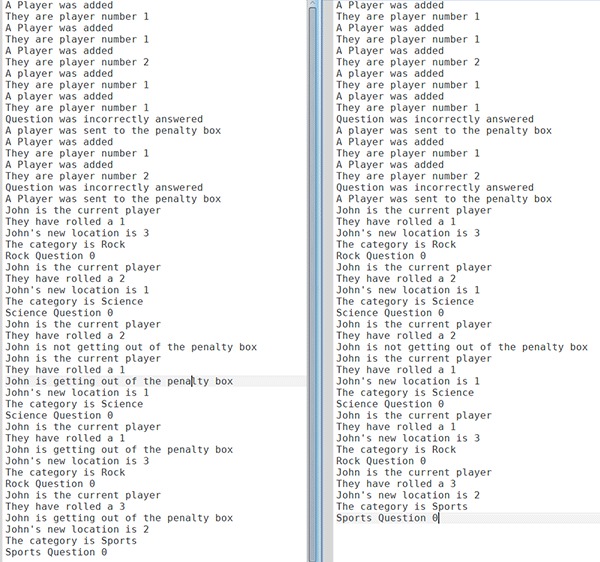 A Player was added
They are player number 1
A Player was added
They are player number 1
A Player was added
They are player number 2
A player was added
They are player number 1
A player was added
They are player number 1
Question was incorrectly answered
A player was sent to the penalty box
A Player was added
They are player number 1
A Player was added
They are player number 2
Question was incorrectly answered
A Player was sent to the penalty box
John is the current player
They have rolled a 1
John's new location is 3
The category is Rock
Rock Question 0
John is the current player
They have rolled a 2
John's new location is 1
The category is Science
Science Question 0
John is the current player
They have rolled a 2
John is not getting out of the penalty box
John is the current player
They have rolled a 1
John is getting out of the penalty box
John's new location is 1
The category is Science
Science Question 0
John is the current player
They have rolled a 1
John is getting out of the penalty box
John's new location is 3
The category is Rock
Rock Question 0
John is the current player
They have rolled a 3
John is getting out of the penalty box
John's new location is 2
The category is Sports
Sports Question 0
A Player was added
They are player number 1
A Player was added
They are player number 1
A Player was added
They are player number 2
A player was added
They are player number 1
A player was added
They are player number 1
Question was incorrectly answered
A player was sent to the penalty box
A Player was added
They are player number 1
A Player was added
They are player number 2
Question was incorrectly answered
A Player was sent to the penalty box
John is the current player
They have rolled a 1
John's new location is 3
The category is Rock
Rock Question 0
John is the current player
They have rolled a 2
John's new location is 1
The category is Science
Science Question 0
John is the current player
They have rolled a 2
John is not getting out of the penalty box
John is the current player
They have rolled a 1
John's new location is 1
The category is Science
Science Question 0
John is the current player
They have rolled a 1
John's new location is 3
The category is Rock
Rock Question 0
John is the current player
They have rolled a 3
John's new location is 2
The category is Sports
Sports Question 0